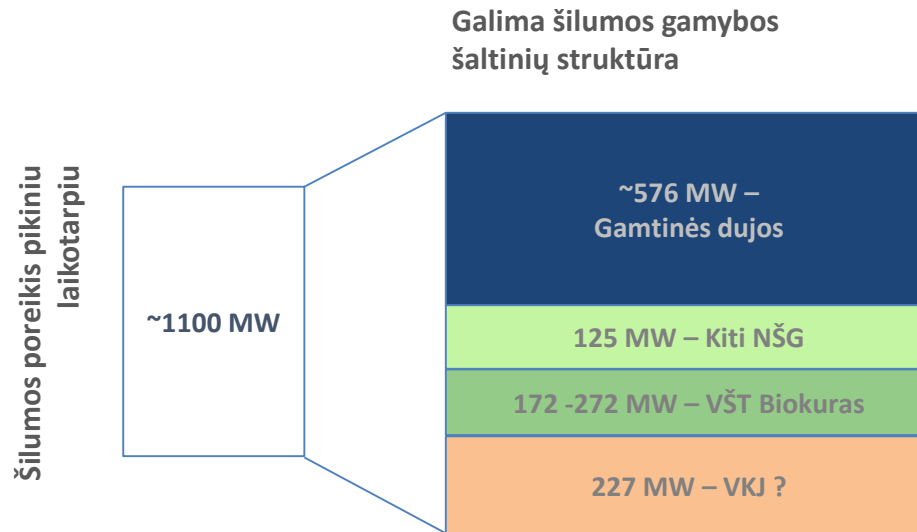 Galima šilumos gamybos
šaltinių struktūra
Šilumos poreikis pikiniu
laikotarpiu
~1100 MW
~576 MW –
Gamtinės dujos
125 MW – Kiti NŠG
172 -272 MW – VŠT Biokuras
227 MW – VKJ ?